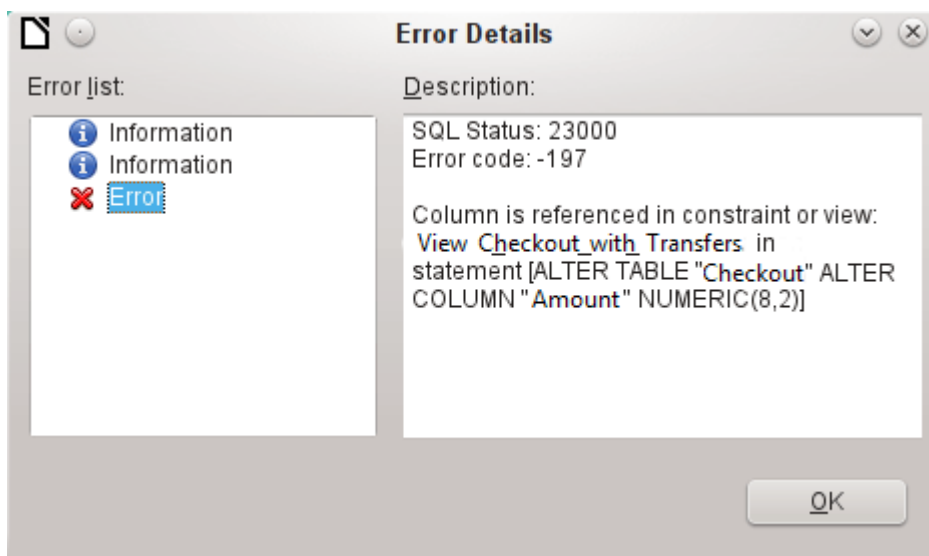 Error Details
Error list:
Information
Information
Error
Description:
SQL Status: 23000
Error code: -197
Column is referenced in constraint or view:
View Checkout_with_Transfers in
statement [ALTER TABLE "Checkout" ALTER
COLUMN "Amount" NUMERIC(8,2)]
OK